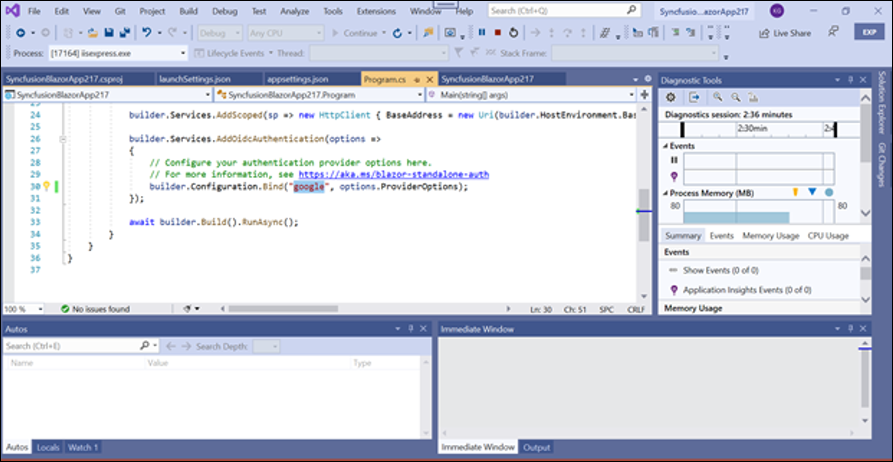 File Edit View Git Project Build Debug Test Analyze Tools Extensions Window Help Search (Ctrl+Q) Syncfusion...azorApp217 KG
Debug Any CPU Continue Live Share EXP
Process: [17164] iisexpress.exe Lifecycle Events Thread: Stack Frame:
SyncfusionBlazorApp217.csproj launchSettings.json appsettings.json Program.cs SyncfusionBlazorApp217
SyncfusionBlazorApp217 SyncfusionBlazorApp217.Program Main(string[] args)
24 builder.Services.AddScoped(sp => new HttpClient { BaseAddress = new Uri(builder.HostEnvironment.Bas
25
26 builder.Services.AddOidcAuthentication(options =>
27 {
28 // Configure your authentication provider options here.
29 // For more information, see https://aka.ms/blazor-standalone-auth
30 builder.Configuration.Bind("google", options.ProviderOptions);
31 });
32
33 await builder.Build().RunAsync();
34 }
35 }
36 }
37
100 % No issues found Ln: 30 Ch: 51 SPC CRLF
Diagnostic Tools
Diagnostics session: 2:36 minutes
2:30min 2:4
Events
Process Memory (MB)
80 80
Summary Events Memory Usage CPU Usage
Events
Show Events (0 of 0)
Application Insights Events (0 of 0)
Memory Usage
Solution Explorer
Git Changes
Autos
Search (Ctrl+E) Search Depth:
Name Value Type
Autos Locals Watch 1
Immediate Window
Immediate Window Output